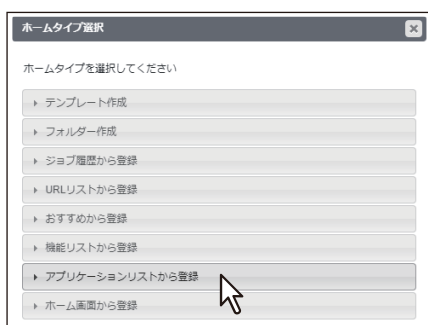 ホームタイプ選択
ホームタイプを選択してください
テンプレート作成
フォルダー作成
ジョブ履歴から登録
URLリストから登録
おすすめから登録
機能リストから登録
アプリケーションリストから登録
ホーム画面から登録